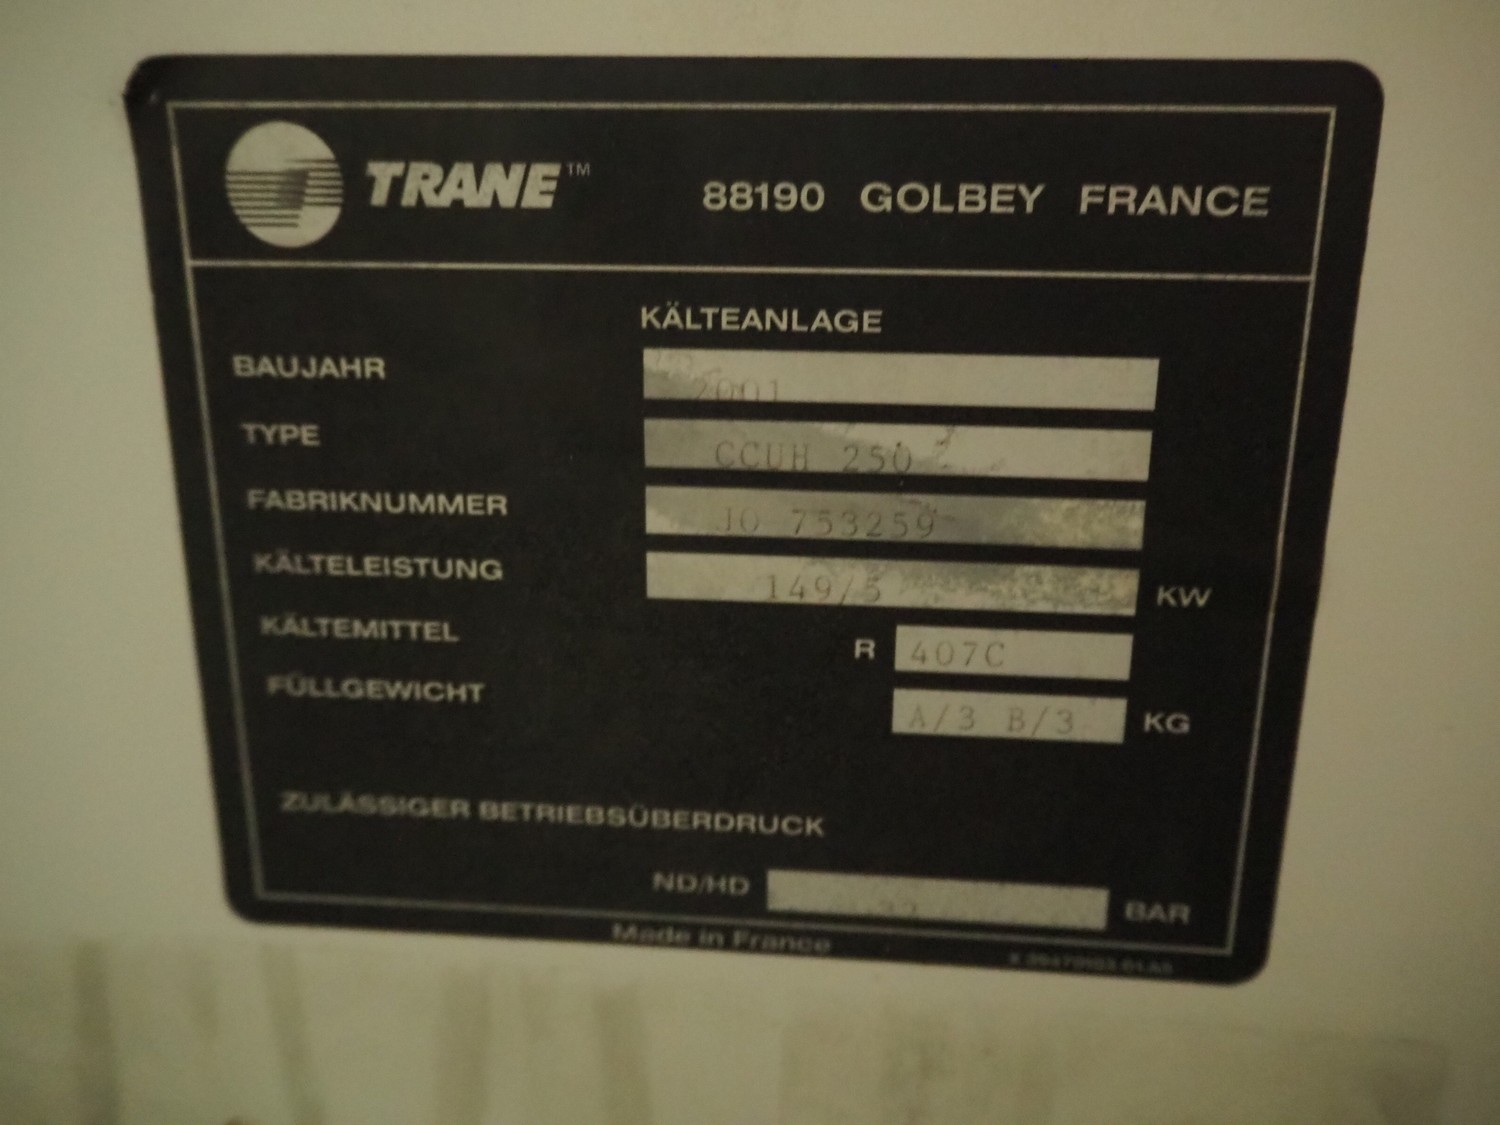 TRANE™ 88190 GOLBEY FRANCE
KÄLTEANLAGE
BAUJAHR 2001
TYPE CCUH 250
FABRIKNUMMER JO 753259
KÄLTELEISTUNG 149/5 KW
KÄLTEMITTEL R 407C
FÜLLGEWICHT A/3 B/3 KG
ZULÄSSIGER BETRIEBSÜBERDRUCK
ND/HD BAR
Made in France